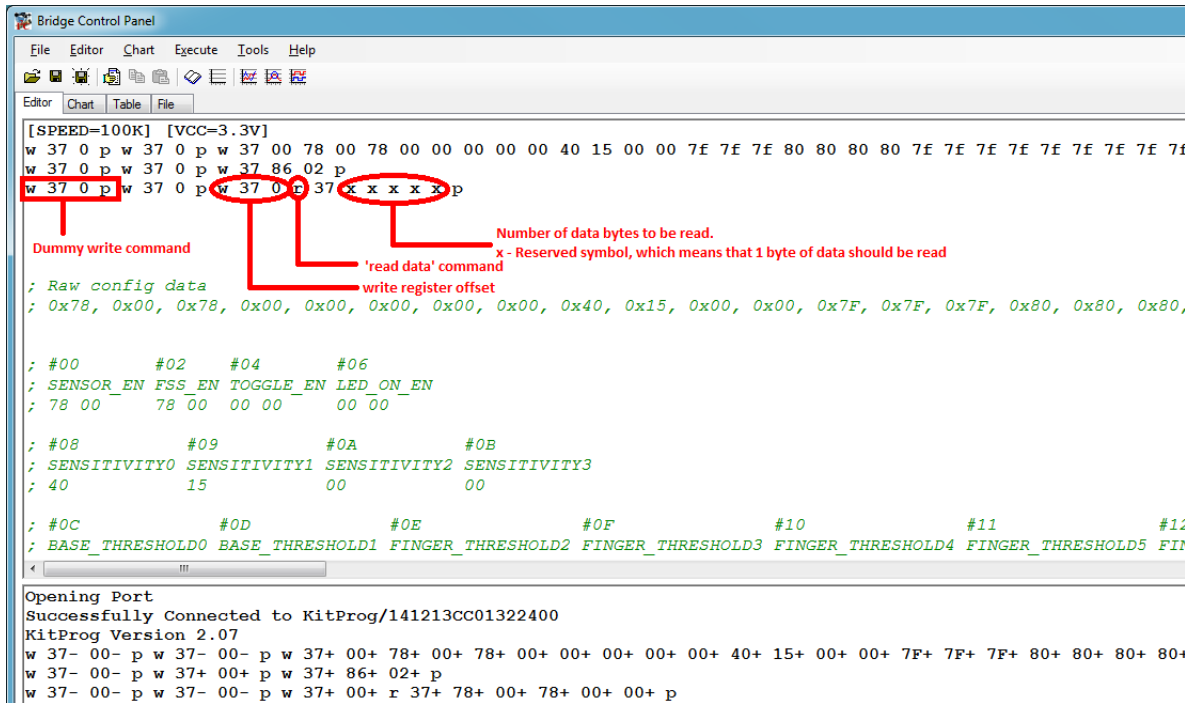 Bridge Control Panel
File Editor Chart Execute Tools Help
Editor Chart Table File
[SPEED=100K] [VCC=3.3V]
w 37 0 p w 37 0 p w 37 00 78 00 78 00 00 00 00 00 40 15 00 00 7f 7f 7f 80 80 80 80 7f 7f 7f 7f 7f 7f 7f 7f
w 37 0 p w 37 0 p w 37 86 02 p
w 37 0 p w 37 0 p w 37 0 r 37 x x x x x p
Number of data bytes to be read.
Dummy write command
x - Reserved symbol, which means that 1 byte of data should be read
'read data' command
write register offset
; Raw config data
; 0x78, 0x00, 0x78, 0x00, 0x00, 0x00, 0x00, 0x00, 0x40, 0x15, 0x00, 0x00, 0x7F, 0x7F, 0x7F, 0x80, 0x80, 0x80,
; #00 #02 #04 #06
; SENSOR_EN FSS_EN TOGGLE_EN LED_ON_EN
; 78 00 78 00 00 00 00 00
; #08 #09 #0A #0B
; SENSITIVITY0 SENSITIVITY1 SENSITIVITY2 SENSITIVITY3
; 40 15 00 00
; #0C #0D #0E #0F #10 #11 #12
; BASE_THRESHOLD0 BASE_THRESHOLD1 FINGER_THRESHOLD2 FINGER_THRESHOLD3 FINGER_THRESHOLD4 FINGER_THRESHOLD5 FIN
Opening Port
Successfully Connected to KitProg/141213CC01322400
KitProg Version 2.07
w 37- 00- p w 37- 00- p w 37+ 00+ 78+ 00+ 78+ 00+ 00+ 00+ 00+ 00+ 40+ 15+ 00+ 00+ 7F+ 7F+ 7F+ 80+ 80+ 80+ 80+
w 37- 00- p w 37+ 00+ p w 37+ 86+ 02+ p
w 37- 00- p w 37- 00- p w 37+ 00+ r 37+ 78+ 00+ 78+ 00+ 00+ p